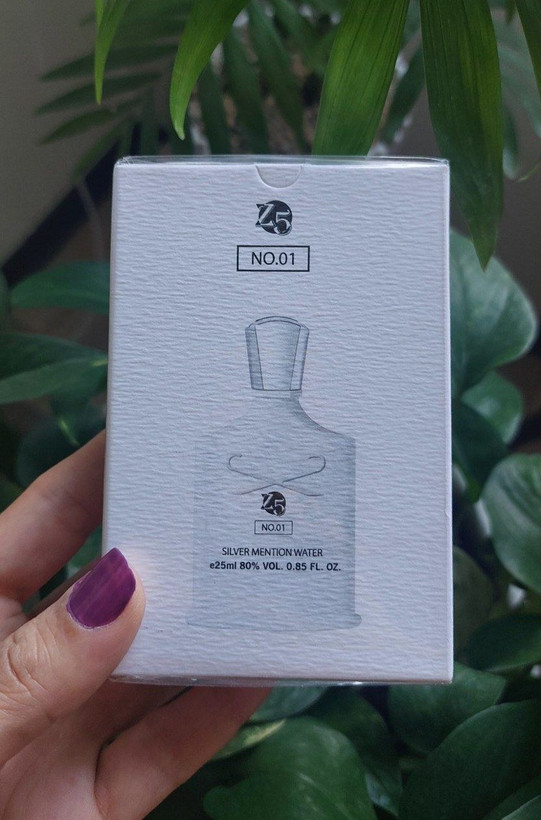 Z5
NO.01
Z5
NO.01
SILVER MENTION WATER
e25ml 80% VOL. 0.85 FL. OZ.